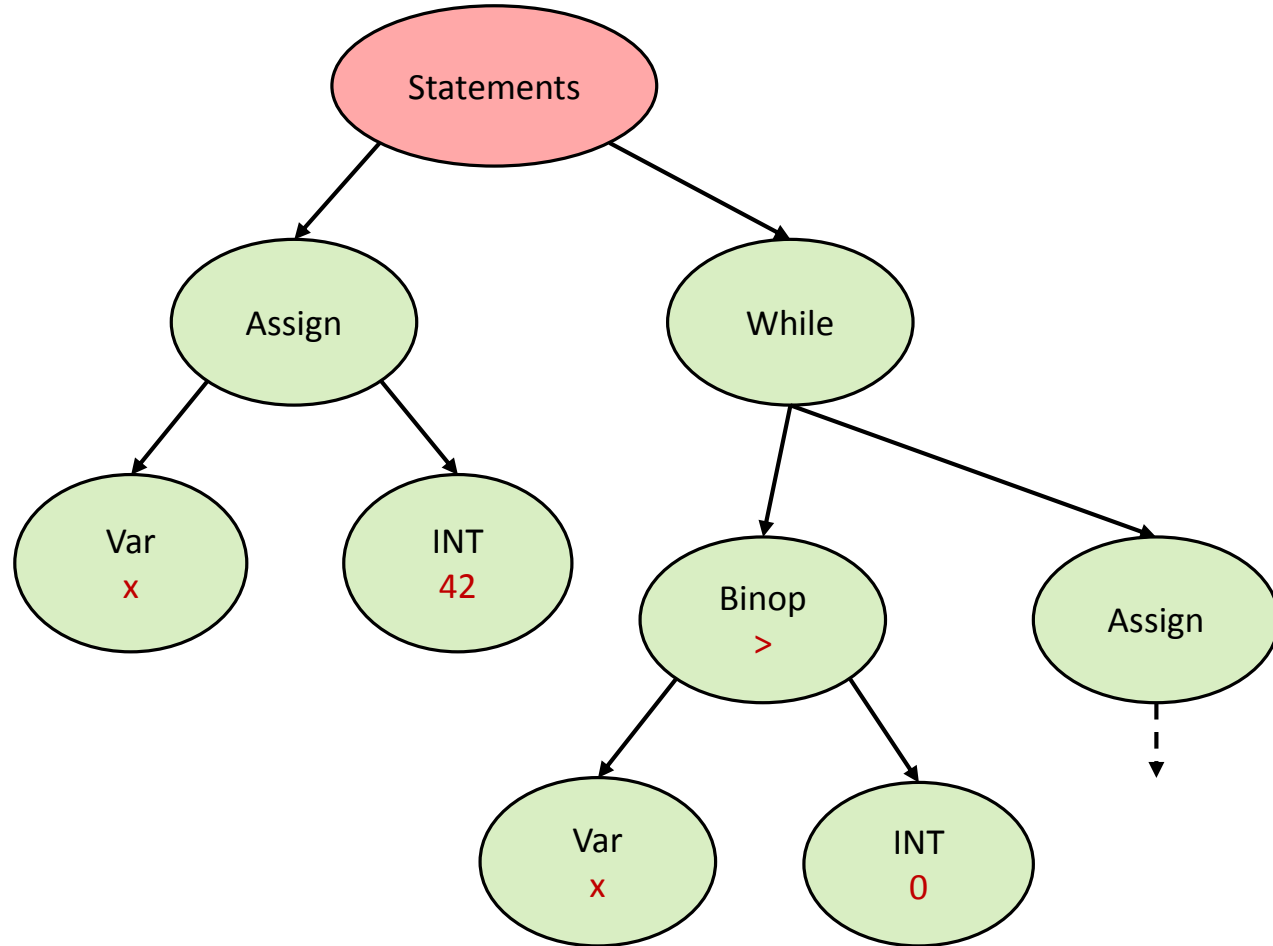 Statements
Assign
While
Var
x
INT
42
Binop
>
Assign
Var
x
INT
0